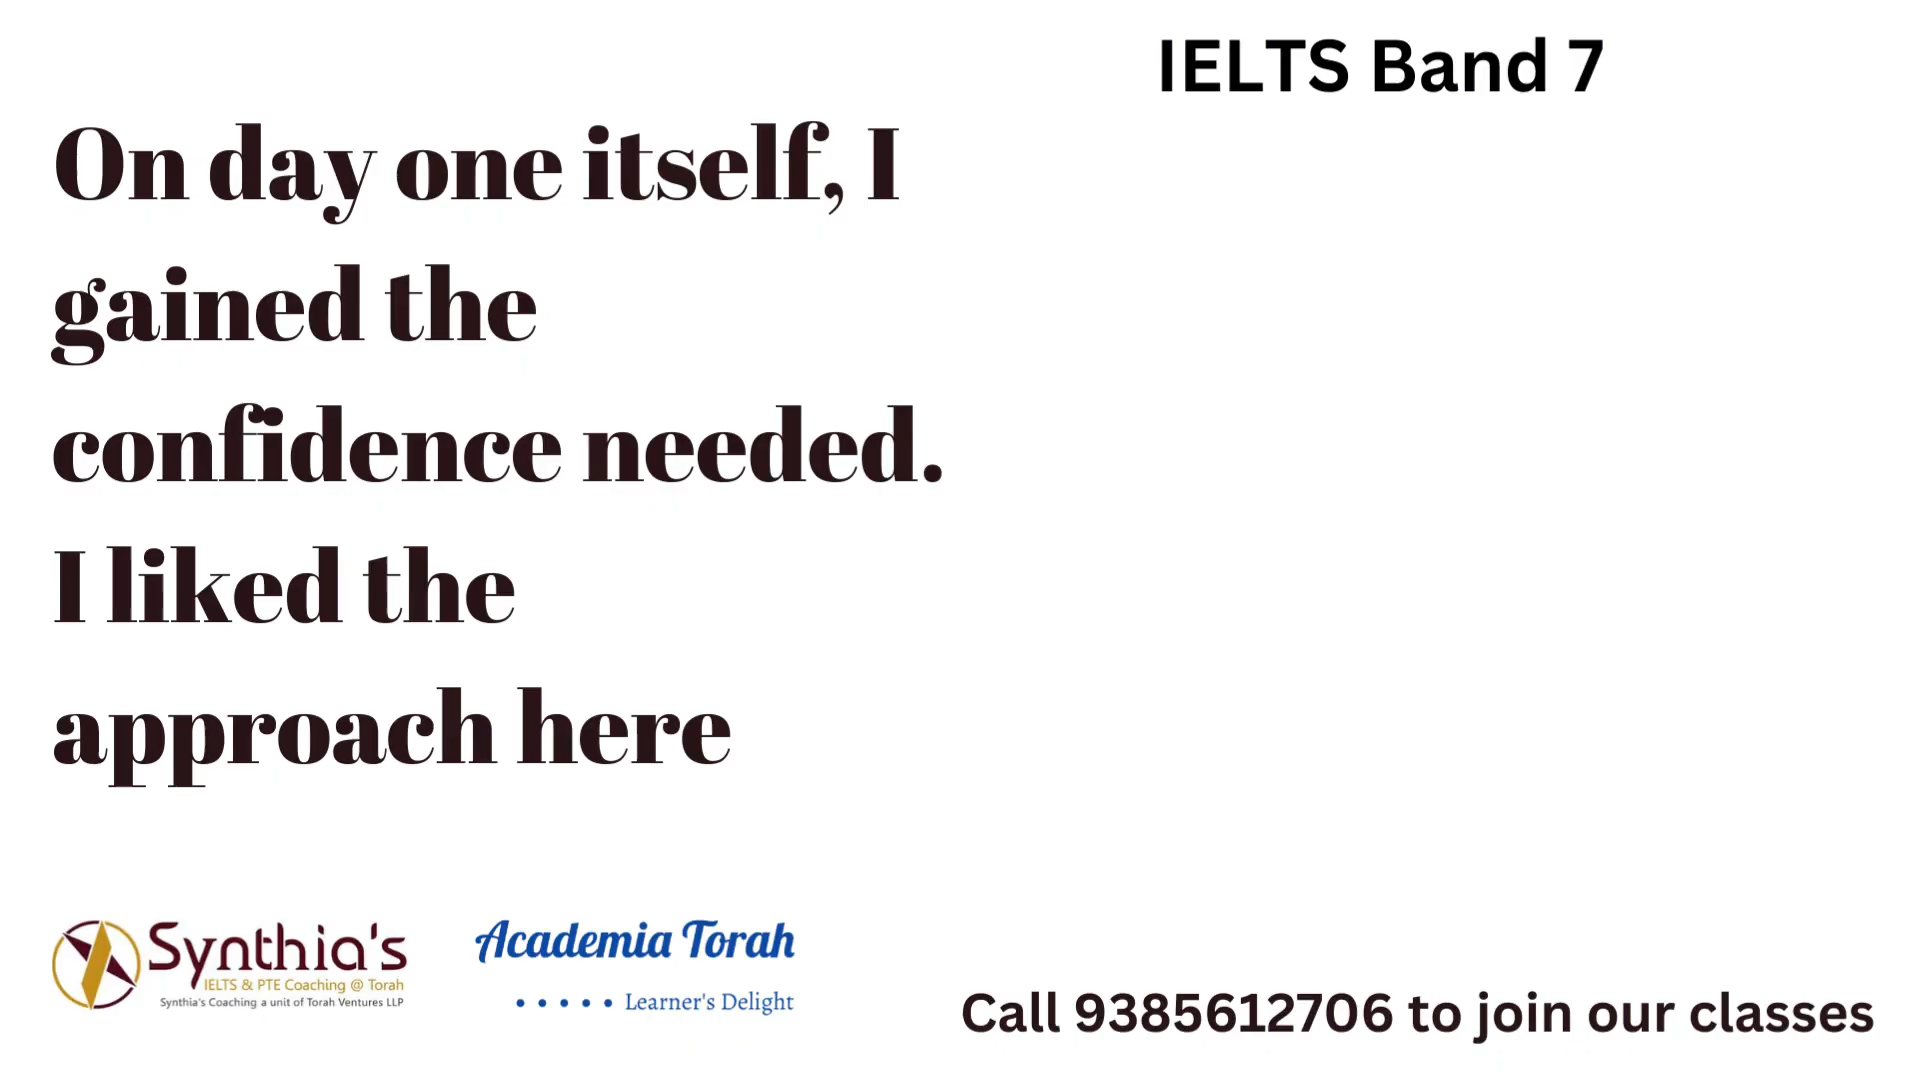 IELTS Band 7
On day one itself, I
gained the
confidence needed.
I liked the
approach here
Synthia's
IELTS & PTE Coaching @ Torah
Synthia's Coaching a unit of Torah Ventures LLP
Academia Torah
Learner's Delight
Call 9385612706 to join our classes